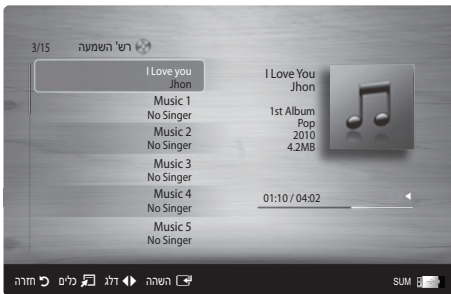 רש' השמעה
3/15
I Love you
Jhon
Music 1
No Singer
Music 2
No Singer
Music 3
No Singer
Music 4
No Singer
Music 5
No Singer
I Love You
Jhon
1st Album
Pop
2010
4.2MB
01:10 / 04:02
SUM
השהה דלג כלים חזרה